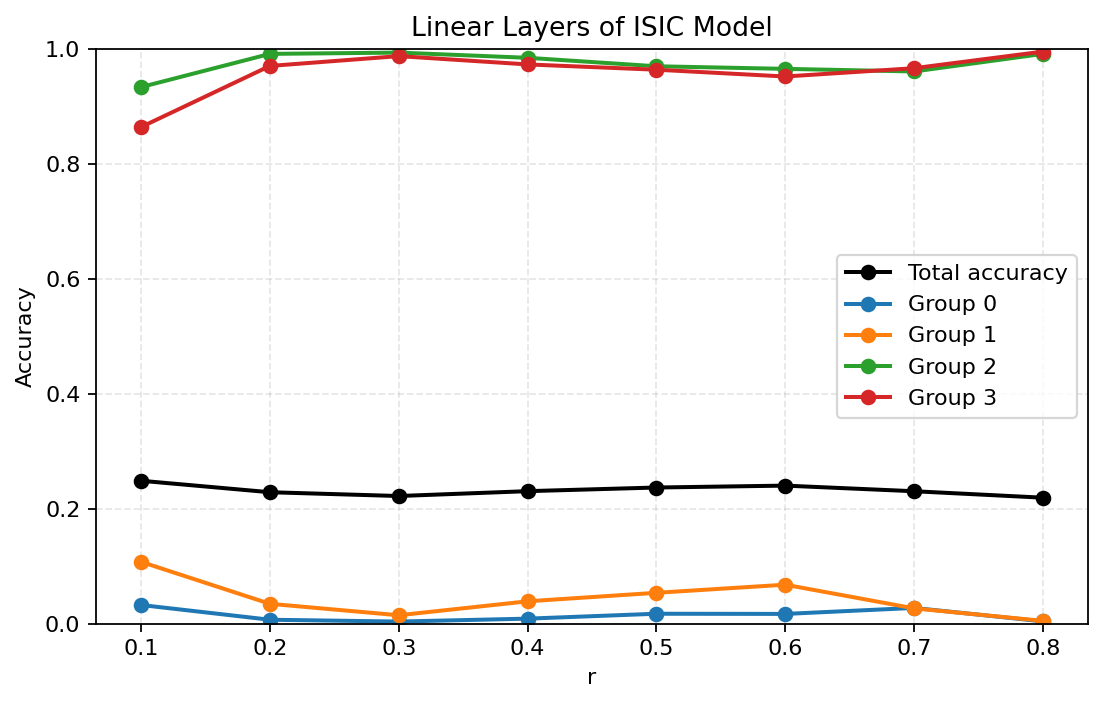 Linear Layers of ISIC Model
1.0
0.8
0.6
0.4
0.2
0.0
Accuracy
0.1 0.2 0.3 0.4 0.5 0.6 0.7 0.8
r
Total accuracy
Group 0
Group 1
Group 2
Group 3